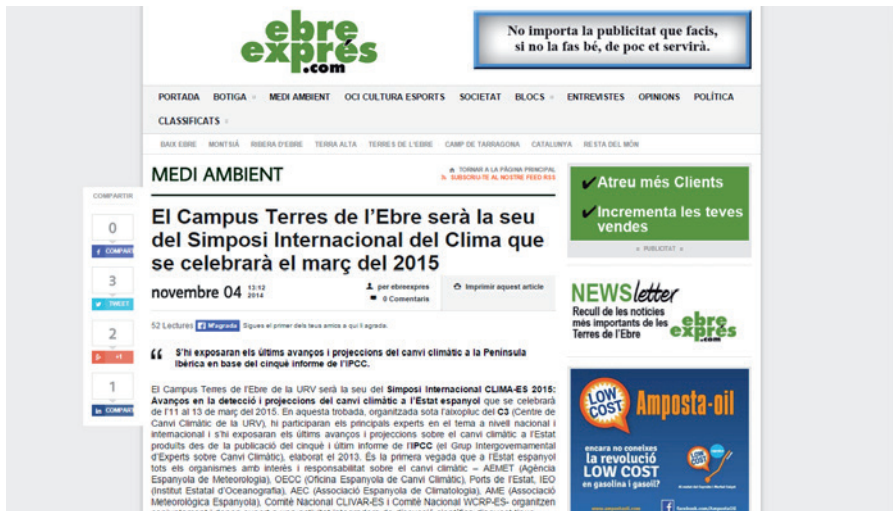 ebre
exprés
.com
No importa la publicitat que facis,
si no la fas bé, de poc et servirà.
PORTADA BOTIGA MEDI AMBIENT OCI CULTURA ESPORTS SOCIETAT BLOCS ENTREVISTES OPINIONS POLÍTICA
CLASSIFICATS
BAIX EBRE MONTSIÀ RIBERA D'EBRE TERRA ALTA TERRES DE L'EBRE CAMP DE TARRAGONA CATALUNYA RESTA DEL MÓN
MEDI AMBIENT
TORNAR A LA PÀGINA PRINCIPAL
SUBSCRIU-TE AL NOSTRE FEED RSS
COMPARTIR
0
COMPART
3
TWEET
2
+1
1
COMPART
El Campus Terres de l'Ebre serà la seu
del Simposi Internacional del Clima que
se celebrarà el març del 2015
novembre 04 13:12
2014
per ebreexpres
0 Comentaris
Imprimir aquest article
52 Lectures M'agrada Sigues el primer dels teus amics a qui li agrada.
S'hi exposaran els últims avanços i projeccions del canvi climàtic a la Península
Ibèrica en base del cinquè informe de l'IPCC.
El Campus Terres de l'Ebre de la URV serà la seu del Simposi Internacional CLIMA-ES 2015:
Avanços en la detecció i projeccions del canvi climàtic a l'Estat espanyol que se celebrarà
de l'11 al 13 de març del 2015. En aquesta trobada, organitzada sota l'aixopluc del C3 (Centre de
Canvi Climàtic de la URV), hi participaran els principals experts en el tema a nivell nacional i
internacional i s'hi exposaran els últims avanços i projeccions sobre el canvi climàtic a l'Estat
produïts des de la publicació del cinquè i últim informe de l'IPCC (el Grup Intergovernamental
d'Experts sobre Canvi Climàtic), elaborat el 2013. És la primera vegada que a l'Estat espanyol
tots els organismes amb interès i responsabilitat sobre el canvi climàtic – AEMET (Agència
Espanyola de Meteorologia), OECC (Oficina Espanyola de Canvi Climàtic), Ports de l'Estat, IEO
(Institut Estatal d'Oceanografia), AEC (Associació Espanyola de Climatologia), AME (Associació
Meteorològica Espanyola), Comitè Nacional CLIVAR-ES i Comitè Nacional WCRP-ES- organitzen
Atreu més Clients
Incrementa les teves
vendes
PUBLICITAT
NEWSletter
Recull de les notícies
més importants de les
Terres de l'Ebre
ebre
exprés
.com
LOW
COST
Amposta-oil
encara no coneixes
la revolució
LOW COST
en gasolina i gasoil?